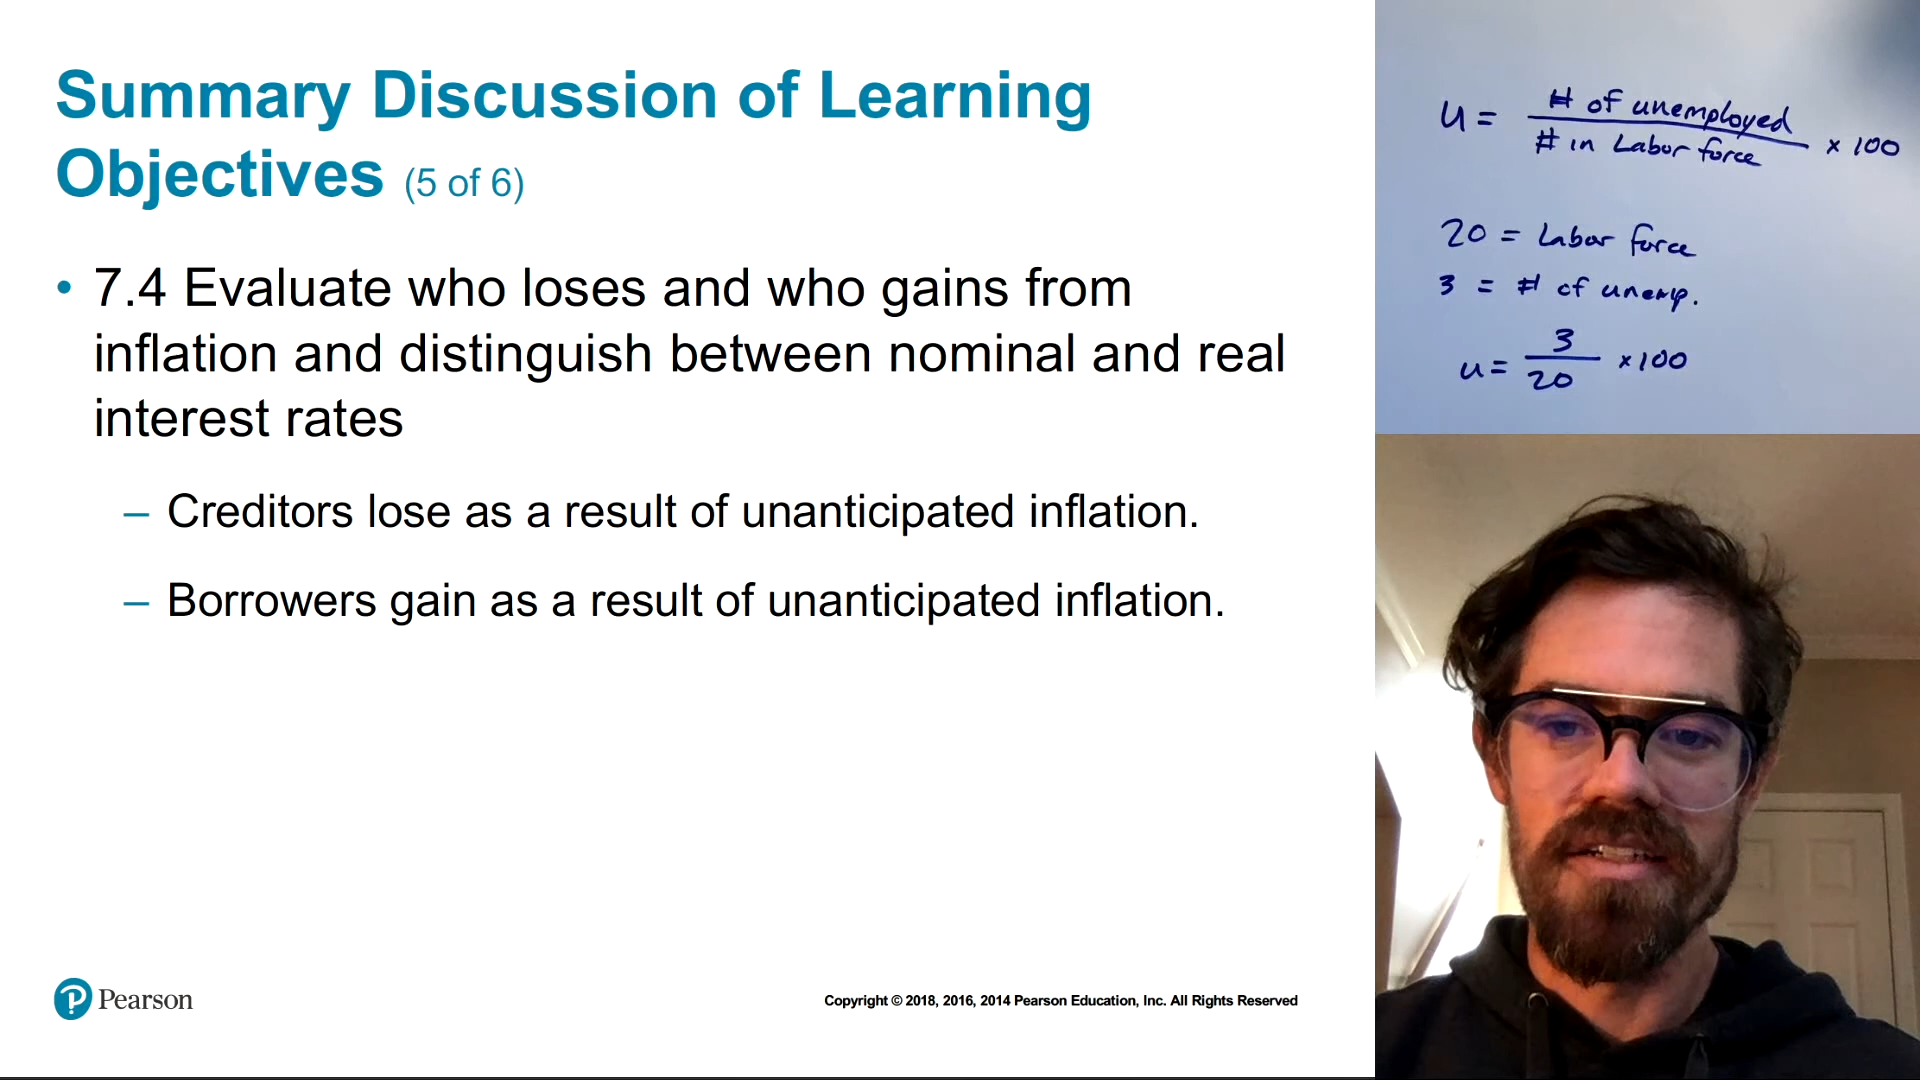 Summary Discussion of Learning
Objectives (5 of 6)
• 7.4 Evaluate who loses and who gains from
inflation and distinguish between nominal and real
interest rates
– Creditors lose as a result of unanticipated inflation.
– Borrowers gain as a result of unanticipated inflation.
Pearson
Copyright © 2018, 2016, 2014 Pearson Education, Inc. All Rights Reserved
u = # of unemployed
# in Labor force × 100
20 = Labor force
3 = # of unemp.
u = 3
20 × 100